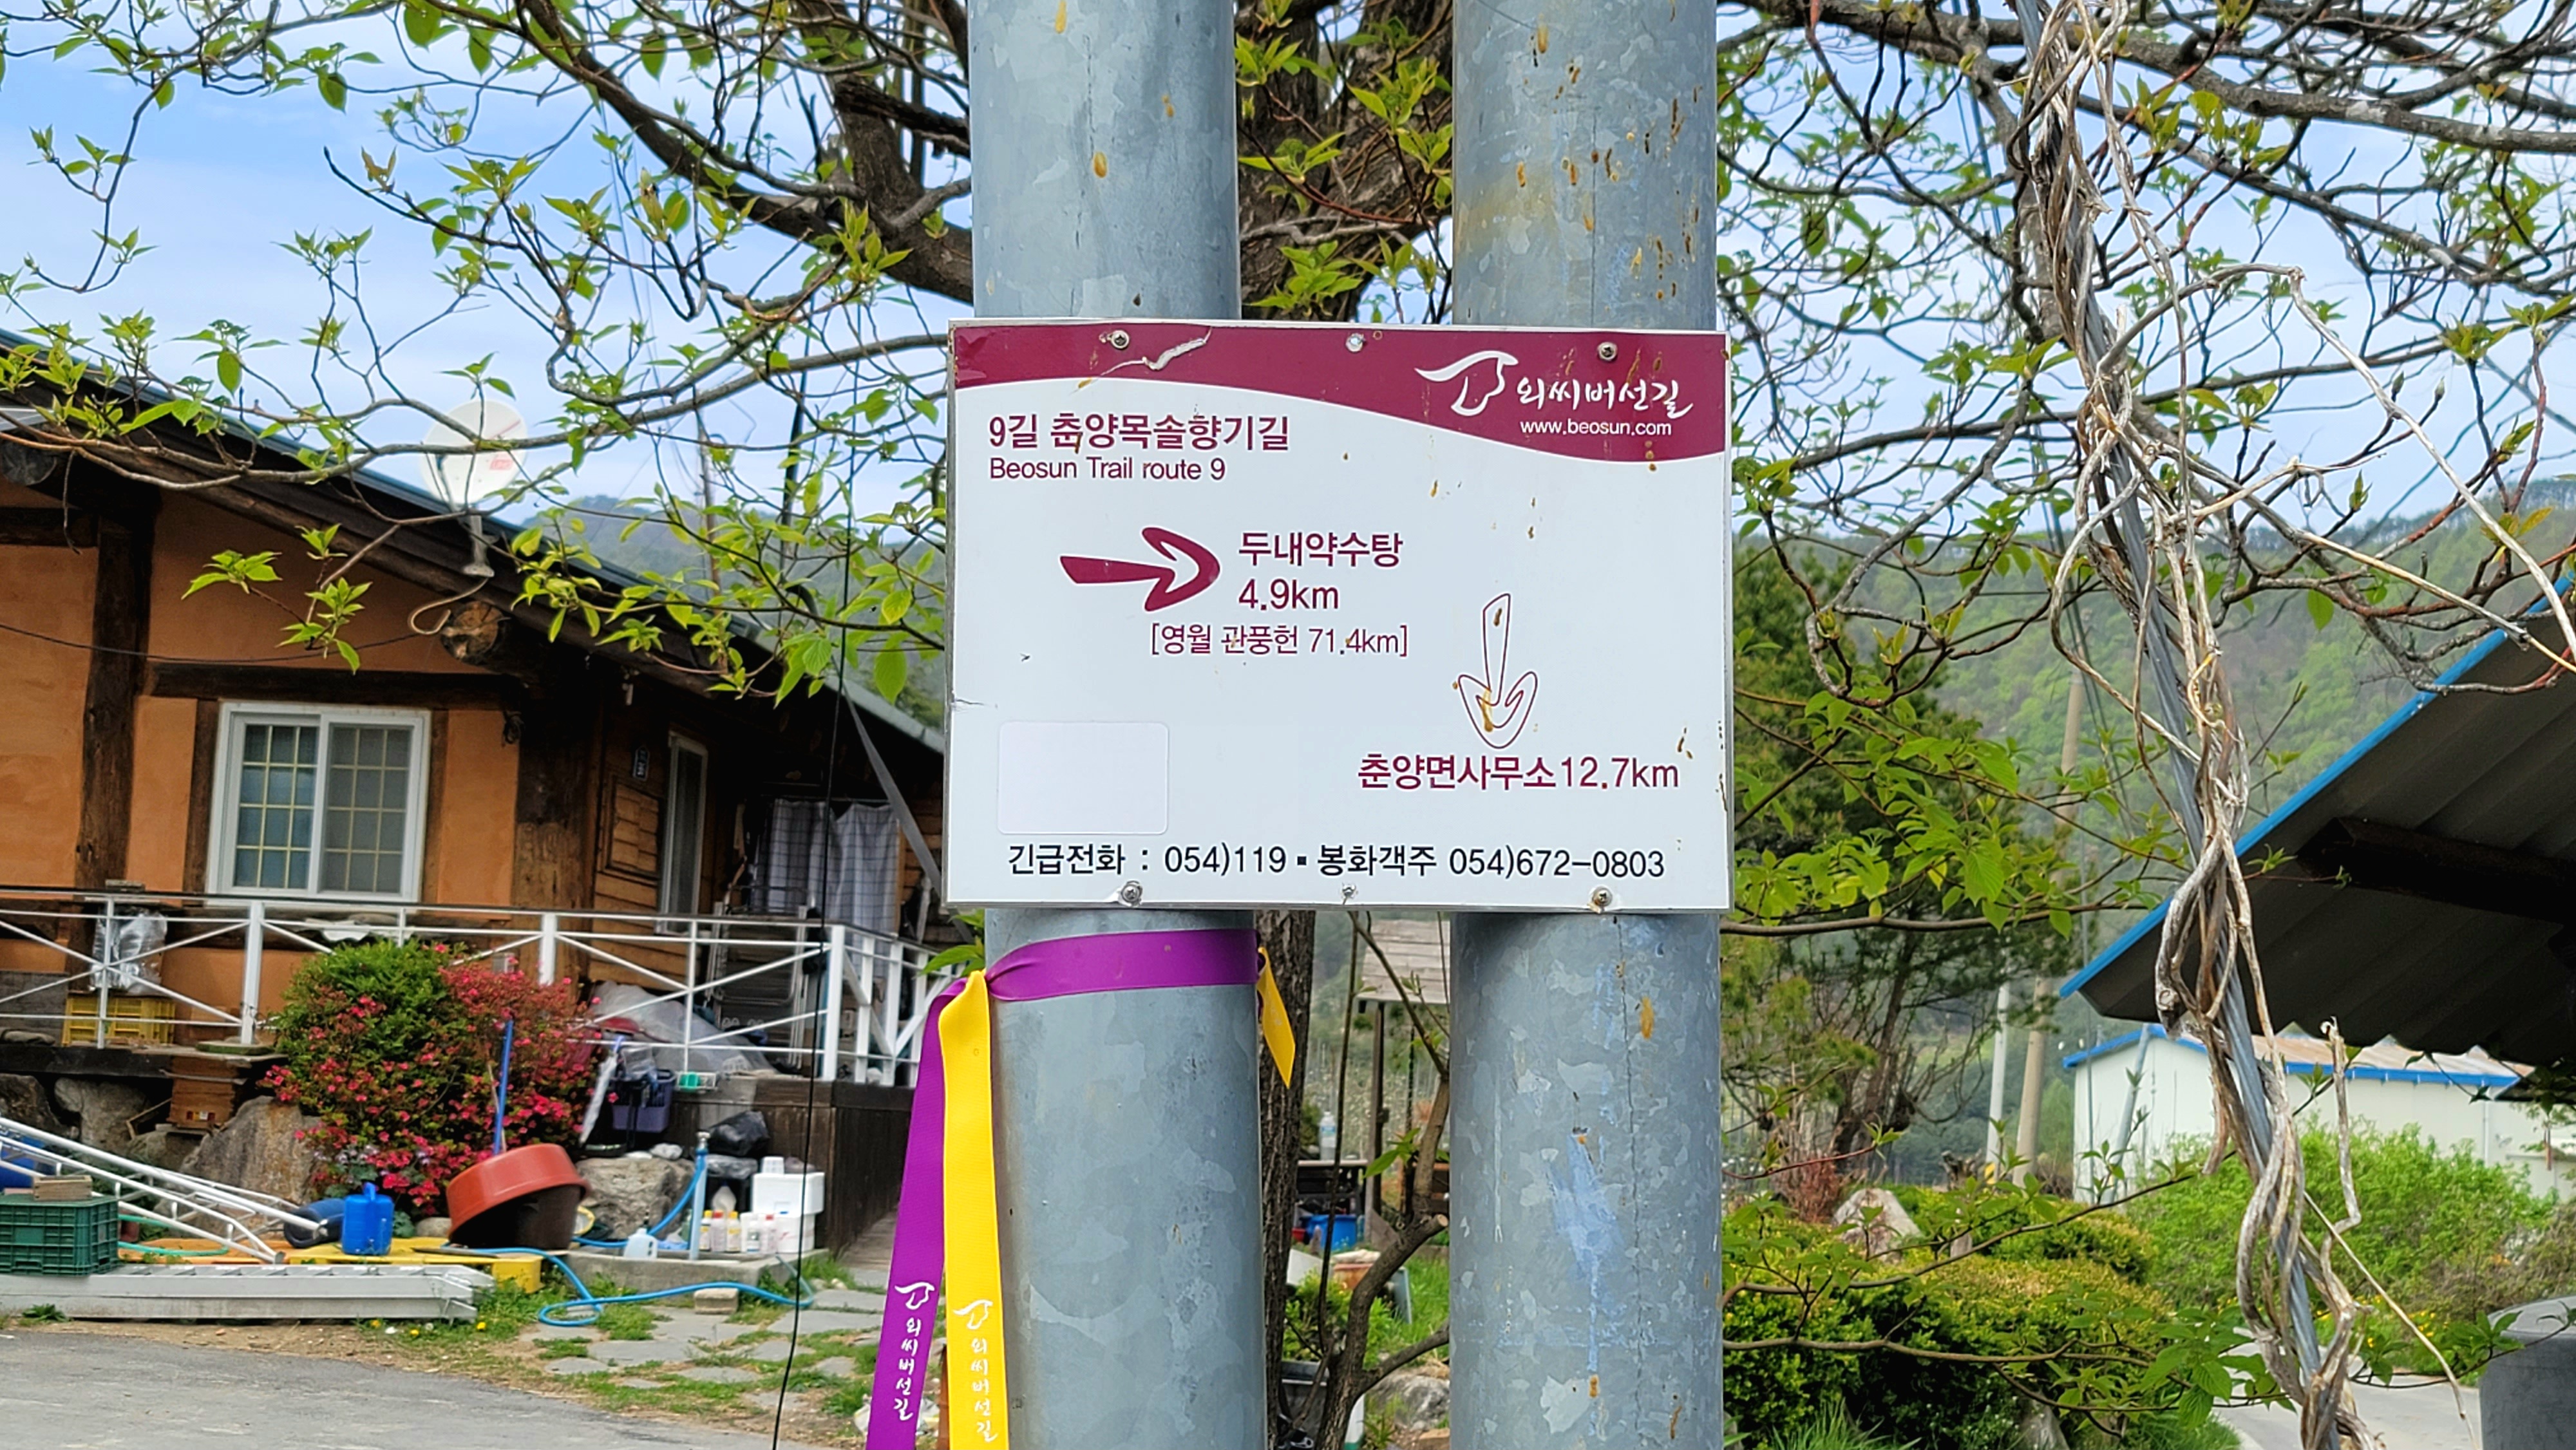 외씨버선길
www.beosun.com
9길 춘양목솔향기길
Beosun Trail route 9
두내약수탕
4.9km
[영월 관풍헌 71.4km]
춘양면사무소12.7km
긴급전화 : 054)119▪봉화객주 054)672-0803
외씨버선길
외씨버선길